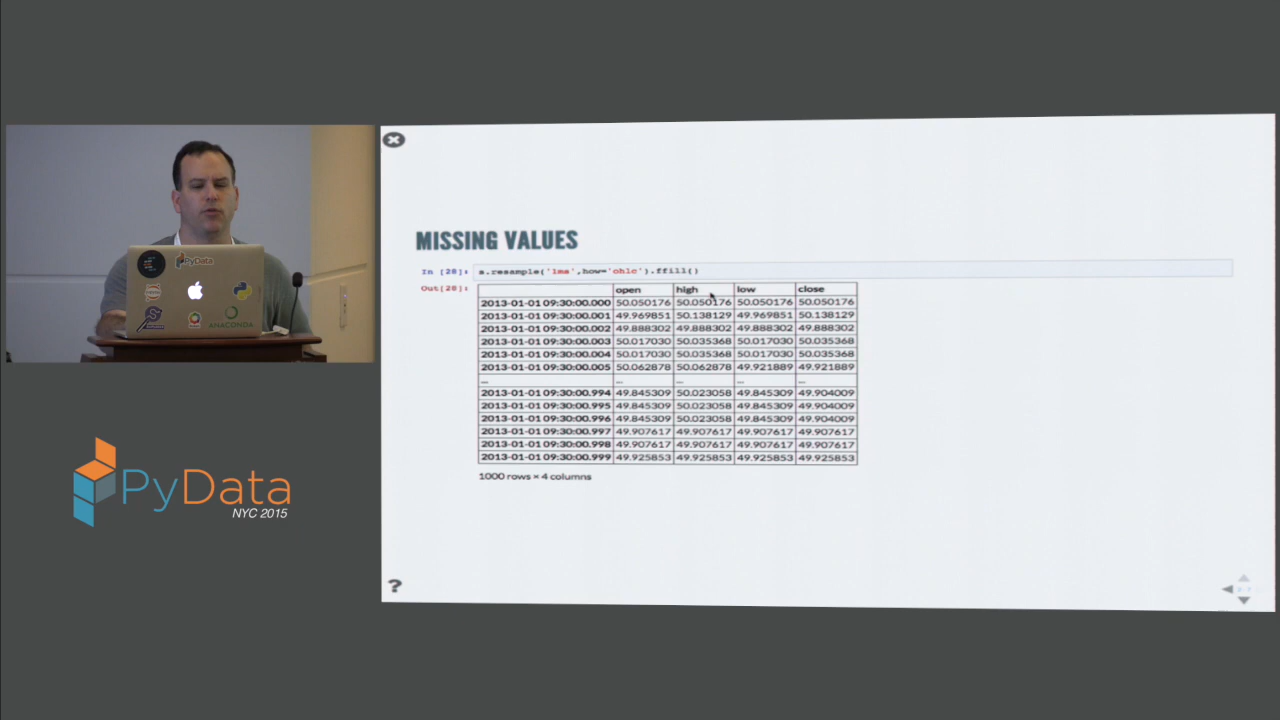 MISSING VALUES
In [28]: s.resample('1ms',how='ohlc').ffill()
Out[28]:
open high low close
2013-01-01 09:30:00.000 50.050176 50.050176 50.050176 50.050176
2013-01-01 09:30:00.001 49.969851 50.138129 49.969851 50.138129
2013-01-01 09:30:00.002 49.888302 49.888302 49.888302 49.888302
2013-01-01 09:30:00.003 50.017030 50.035368 50.017030 50.035368
2013-01-01 09:30:00.004 50.017030 50.035368 50.017030 50.035368
2013-01-01 09:30:00.005 50.062878 50.062878 49.921889 49.921889
... ... ... ... ...
2013-01-01 09:30:00.994 49.845309 50.023058 49.845309 49.904009
2013-01-01 09:30:00.995 49.845309 50.023058 49.845309 49.904009
2013-01-01 09:30:00.996 49.845309 50.023058 49.845309 49.904009
2013-01-01 09:30:00.997 49.907617 49.907617 49.907617 49.907617
2013-01-01 09:30:00.998 49.907617 49.907617 49.907617 49.907617
2013-01-01 09:30:00.999 49.925853 49.925853 49.925853 49.925853
1000 rows × 4 columns
?
PyData
ANACONDA
PyData
NYC 2015